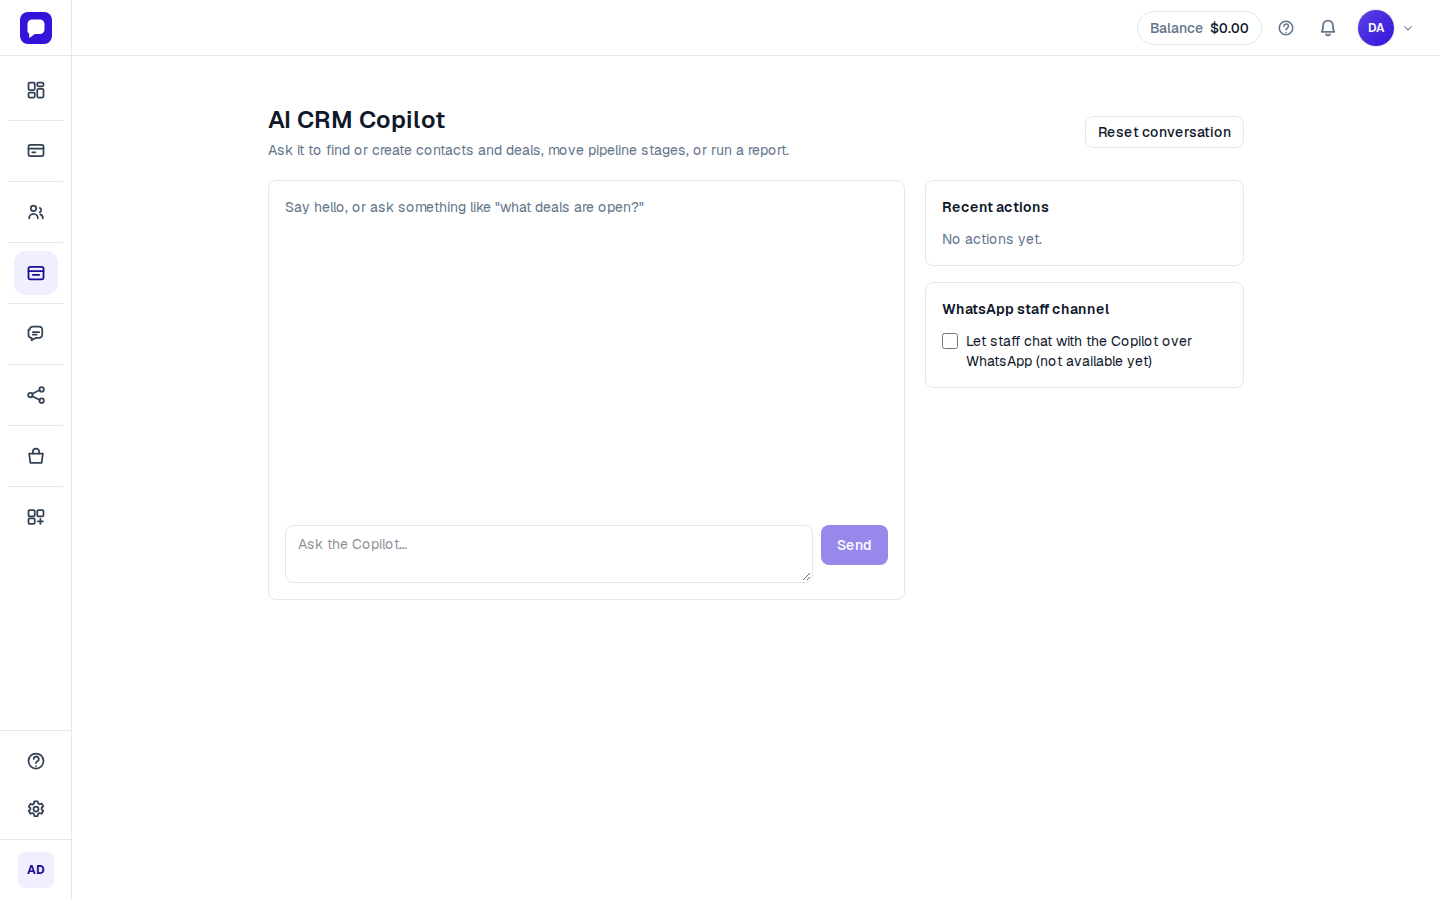 Balance $0.00
DA
AI CRM Copilot
Ask it to find or create contacts and deals, move pipeline stages, or run a report.
Reset conversation
Say hello, or ask something like "what deals are open?"
Ask the Copilot...
Send
Recent actions
No actions yet.
WhatsApp staff channel
Let staff chat with the Copilot over
WhatsApp (not available yet)
AD